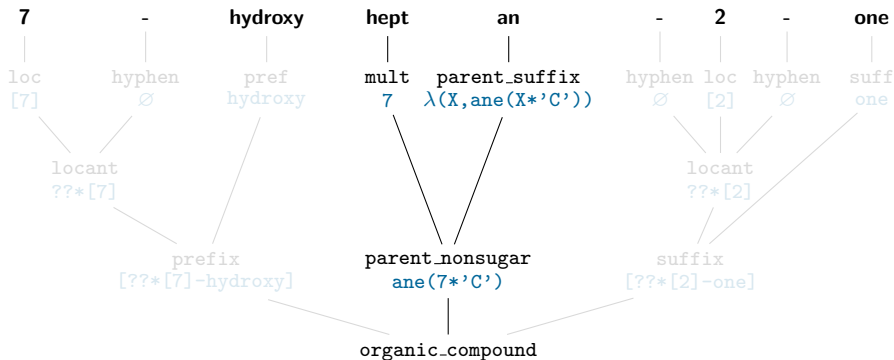 7 - hydroxy hept an - 2 - one
loc hyphen pref mult parent_suffix hyphen loc hyphen suff
[7] ∅ hydroxy 7 λ(X,ane(X*'C')) ∅ [2] ∅ one
locant locant
??*[7] ??*[2]
prefix parent_nonsugar suffix
[??*[7]-hydroxy] ane(7*'C') [??*[2]-one]
organic_compound